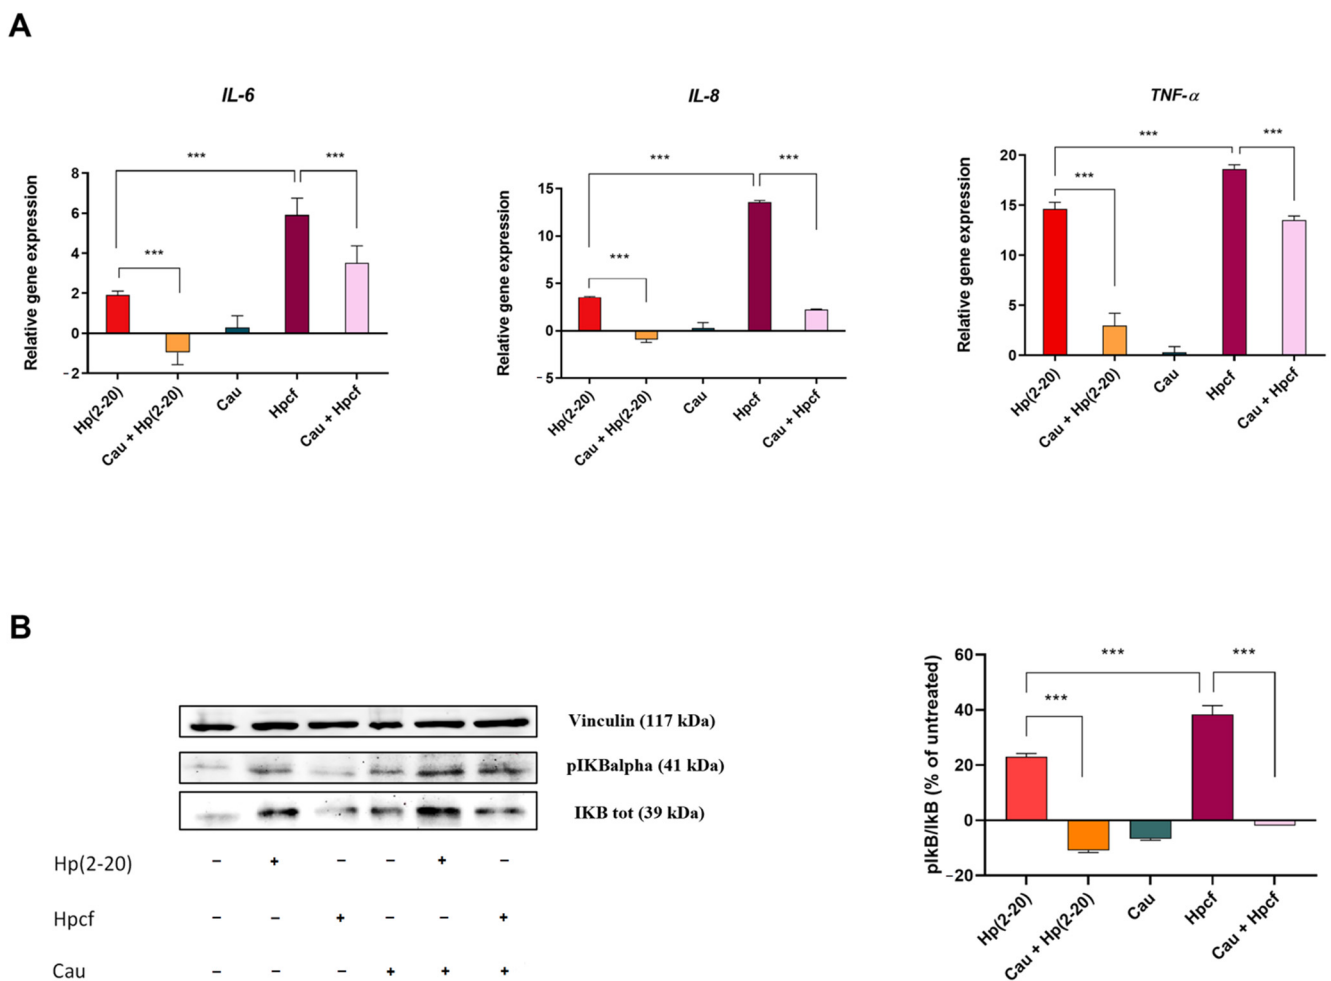 A
IL-6
Relative gene expression
8
6
4
2
0
−2
***
***
***
Hp(2-20)
Cau + Hp(2-20)
Cau
Hpcf
Cau + Hpcf
IL-8
Relative gene expression
15
10
5
0
−5
***
***
***
Hp(2-20)
Cau + Hp(2-20)
Cau
Hpcf
Cau + Hpcf
TNF-α
Relative gene expression
20
15
10
5
0
***
***
***
Hp(2-20)
Cau + Hp(2-20)
Cau
Hpcf
Cau + Hpcf
B
Vinculin (117 kDa)
pIKBalpha (41 kDa)
IKB tot (39 kDa)
Hp(2-20) − + − − + −
Hpcf − − + − − +
Cau − − − + + +
pIkB/IkB (% of untreated)
60
40
20
0
−20
***
***
***
Hp(2-20)
Cau + Hp(2-20)
Cau
Hpcf
Cau + Hpcf